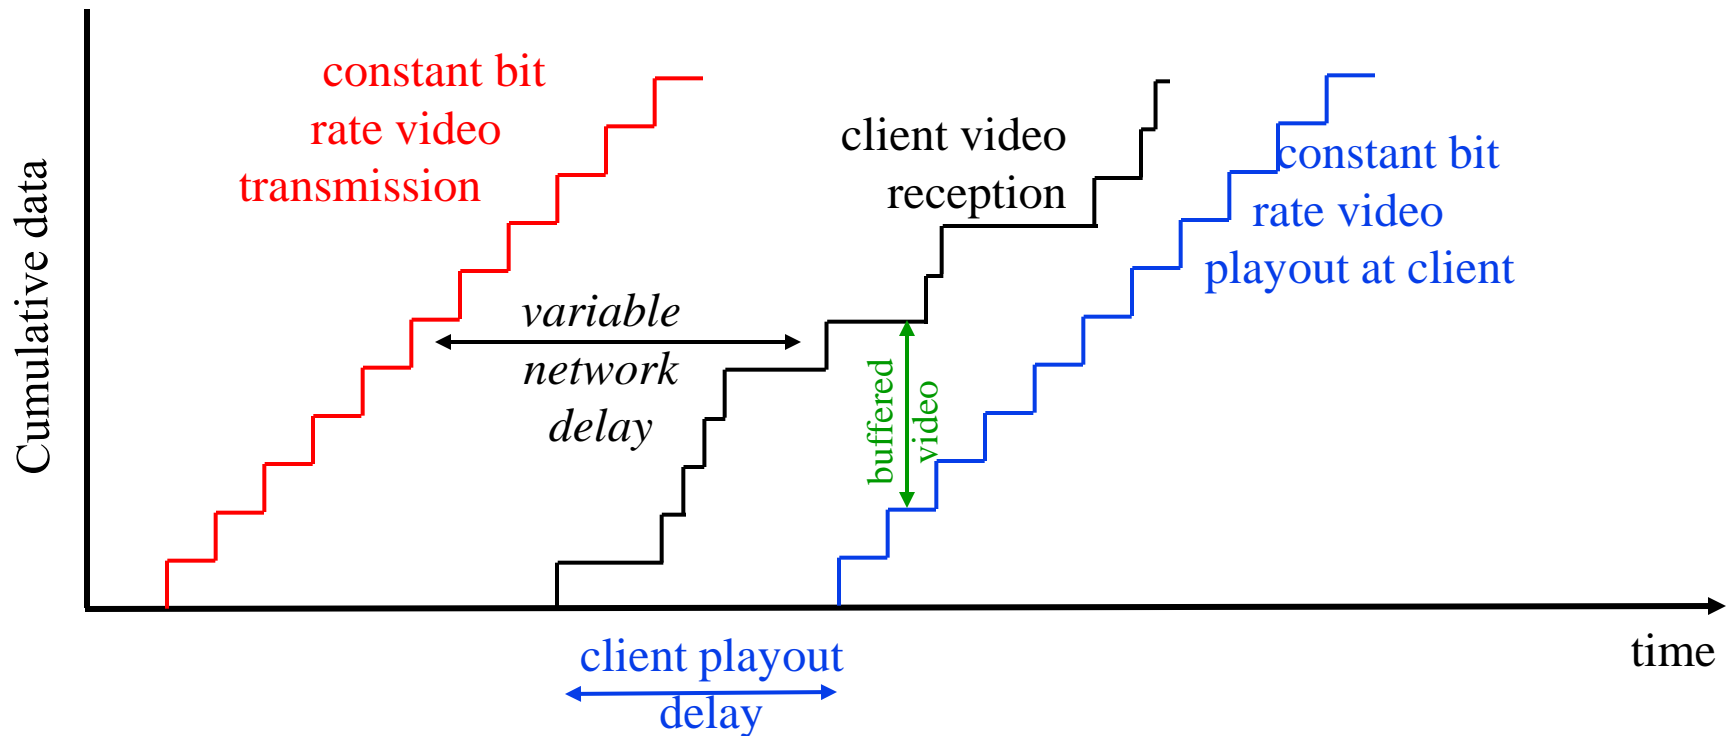 constant bit
rate video
transmission
client video
reception
constant bit
rate video
playout at client
Cumulative data
variable
network
delay
buffered
video
time
client playout
delay